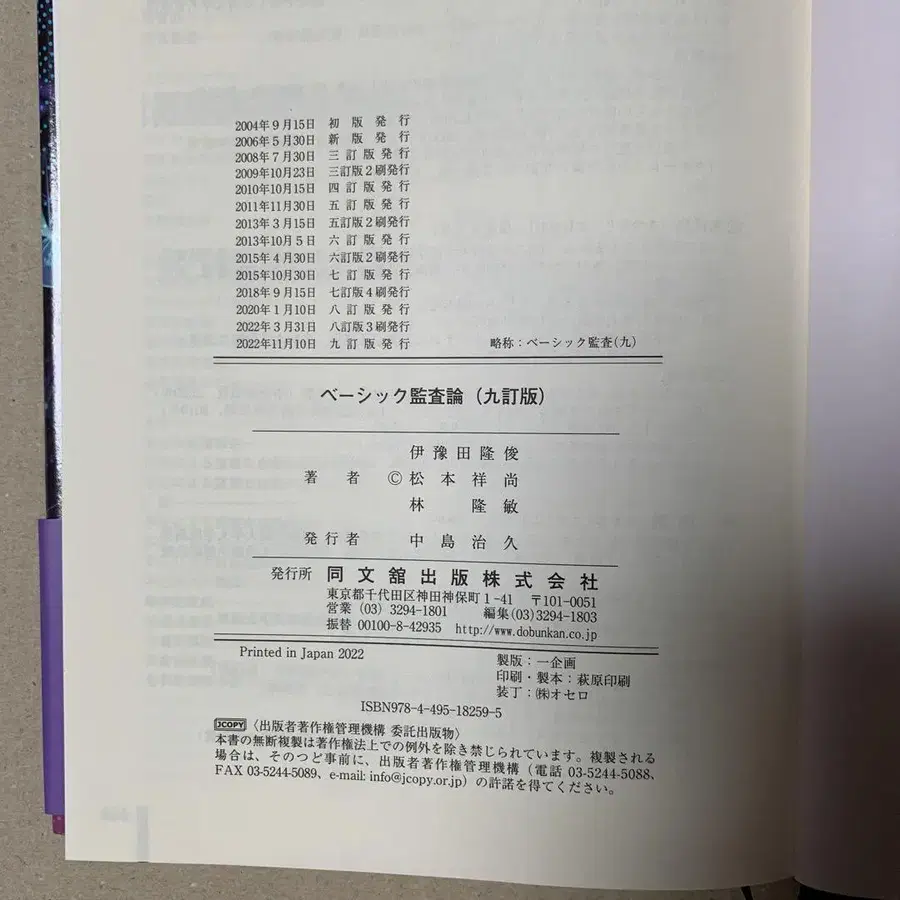 2004年9月15日 初版発行
2006年5月30日 新版発行
2008年7月30日 三訂版発行
2009年10月23日 三訂版2刷発行
2010年10月15日 四訂版発行
2011年11月30日 五訂版発行
2013年3月15日 五訂版2刷発行
2013年10月5日 六訂版発行
2015年4月30日 六訂版2刷発行
2015年10月30日 七訂版発行
2018年9月15日 七訂版4刷発行
2020年1月10日 八訂版発行
2022年3月31日 八訂版3刷発行
2022年11月10日 九訂版発行 略称:ベーシック監査(九)
ベーシック監査論(九訂版)
伊豫田隆俊
著者 ©松本祥尚
林隆敏
発行者 中島治久
発行所 同文舘出版株式会社
東京都千代田区神田神保町1-41 〒101-0051
営業(03)3294-1801 編集(03)3294-1803
振替 00100-8-42935 http://www.dobunkan.co.jp
Printed in Japan 2022
製版:一企画
印刷・製本:萩原印刷
装丁:㈱オセロ
ISBN978-4-495-18259-5
JCOPY〈出版者著作権管理機構 委託出版物〉
本書の無断複製は著作権法上での例外を除き禁じられています。複製される
場合は、そのつど事前に、出版者著作権管理機構(電話 03-5244-5088、
FAX 03-5244-5089、e-mail: info@jcopy.or.jp)の許諾を得てください。